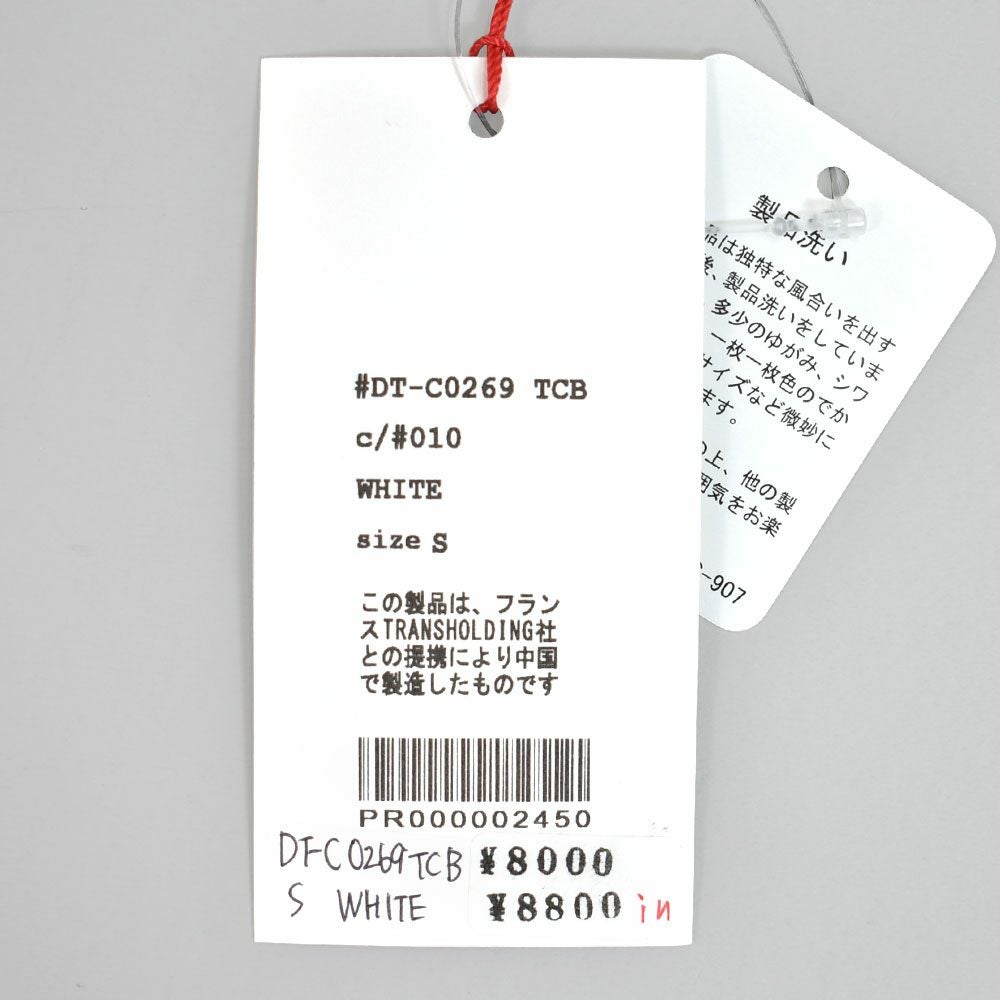 #DT-C0269 TCB
c/#010
WHITE
size S
この製品は、フラン
スTRANSHOLDING社
との提携により中国
で製造したものです
PR000002450
DFC0269TCB
S WHITE
¥8000
¥8800 in
製品洗い
品は独特な風合いを出す
後、製品洗いをしていま
多少のゆがみ、シワ
一枚一枚色のでか
サイズなど微妙に
ます。
の上、他の製
囲気をお楽
-907